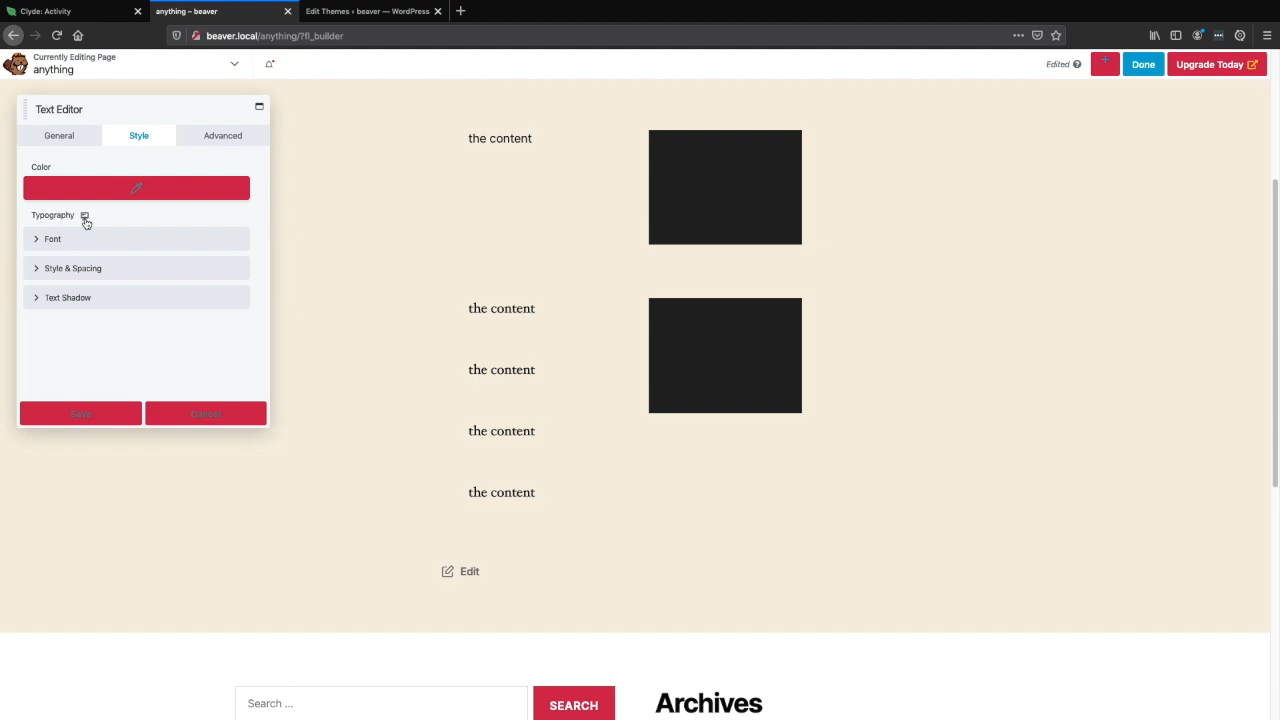 Clyde: Activity
anything – beaver
Edit Themes ‹ beaver — WordPress
beaver.local/anything/?fl_builder
Currently Editing Page
anything
Edited
Done
Upgrade Today
Text Editor
General
Style
Advanced
Color
Typography
Font
Style & Spacing
Text Shadow
Save
Cancel
the content
the content
the content
the content
the content
Edit
Search ...
SEARCH
Archives